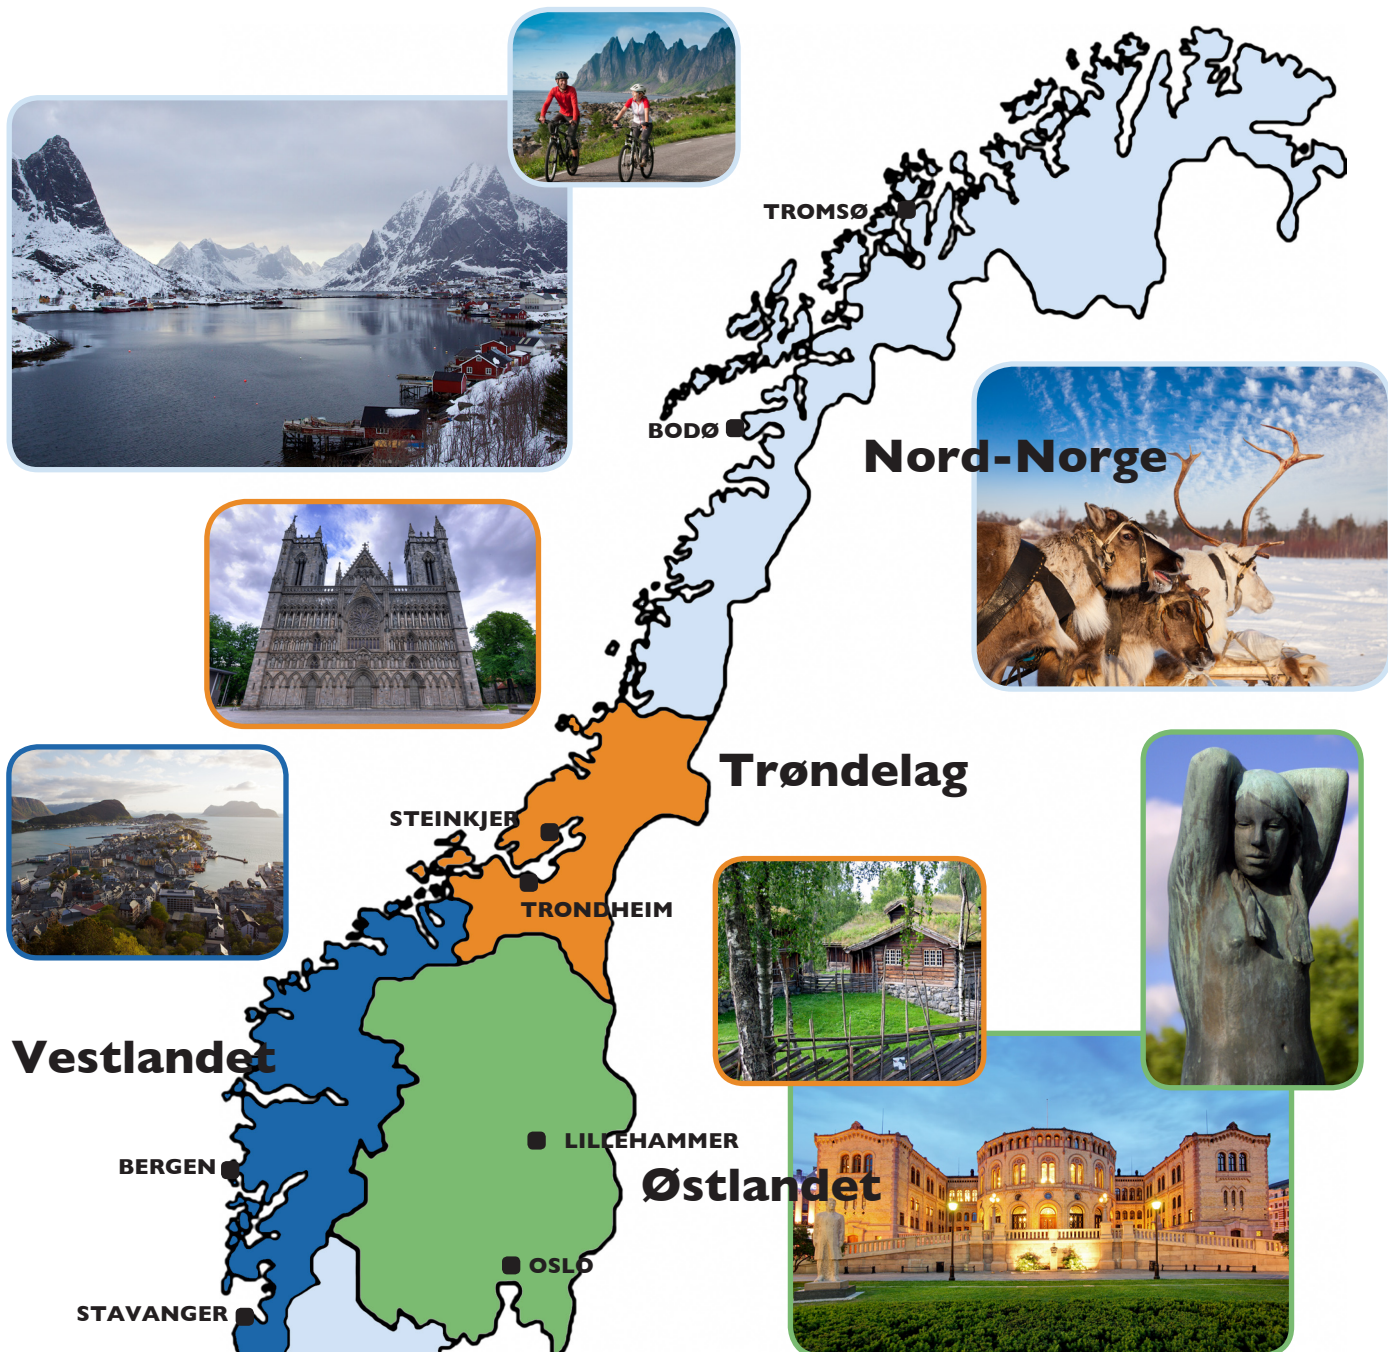 TROMSØ
BODØ
Nord-Norge
Trøndelag
STEINKJER
TRONDHEIM
Vestlandet
LILLEHAMMER
BERGEN
Østlandet
OSLO
STAVANGER